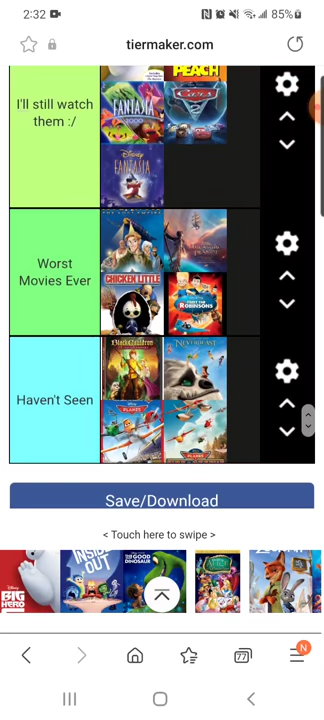 2:32
85%
tiermaker.com
PEACH
I'll still watch
them :/
FANTASIA
2000
CARS
2
Disney
FANTASIA
Worst
Movies Ever
CHICKEN LITTLE
MEET THE
ROBINSONS
Haven't Seen
Black Cauldron
NEVERBEAST
PLANES
PLANES
Save/Download
< Touch here to swipe >
BIG
HERO
INSIDE
OUT
THE GOOD
DINOSAUR
ALICE
77
N